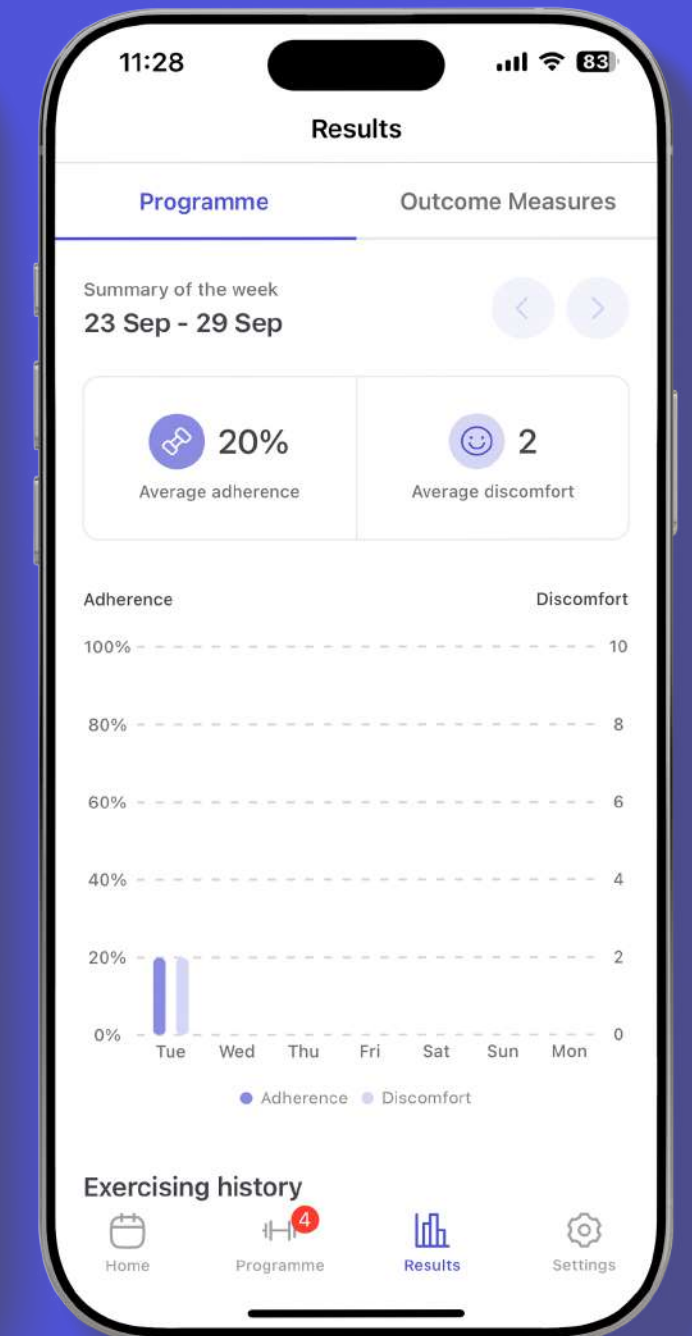 11:28 83
Results
Programme Outcome Measures
Summary of the week
23 Sep - 29 Sep
20% 2
Average adherence Average discomfort
Adherence Discomfort
100% 10
80% 8
60% 6
40% 4
20% 2
0% 0
Tue Wed Thu Fri Sat Sun Mon
Adherence Discomfort
Exercising history
4
Home Programme Results Settings